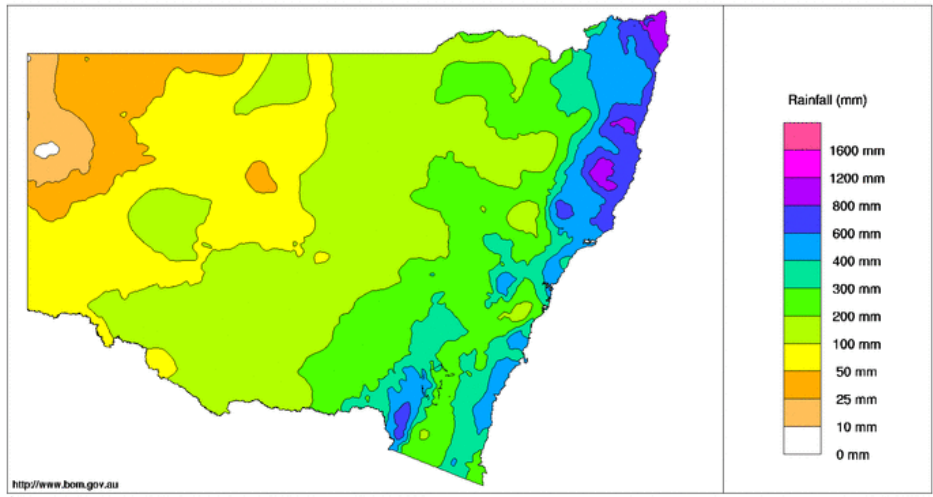 Rainfall (mm)
1600 mm
1200 mm
800 mm
600 mm
400 mm
300 mm
200 mm
100 mm
50 mm
25 mm
10 mm
0 mm
http://www.bom.gov.au